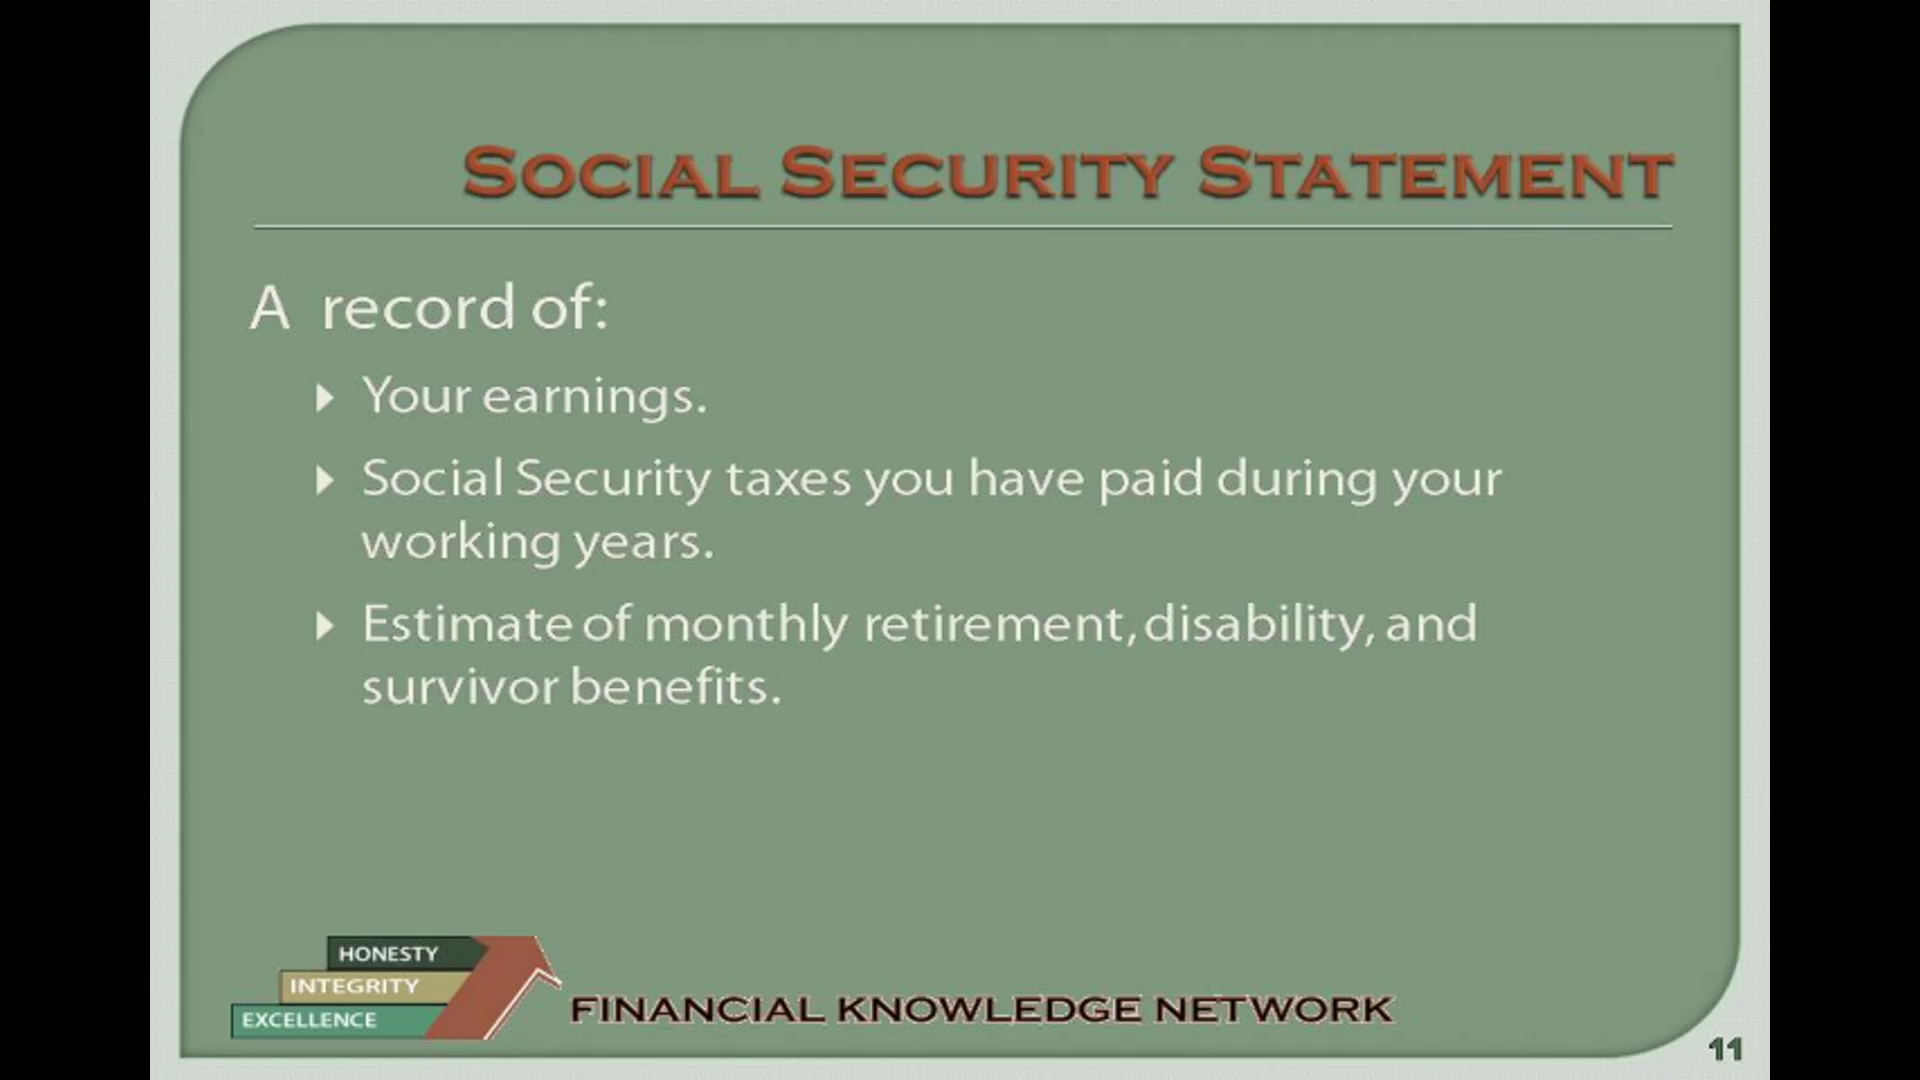 SOCIAL SECURITY STATEMENT
A record of:
Your earnings.
Social Security taxes you have paid during your
working years.
Estimate of monthly retirement, disability, and
survivor benefits.
HONESTY
INTEGRITY
EXCELLENCE
FINANCIAL KNOWLEDGE NETWORK
11